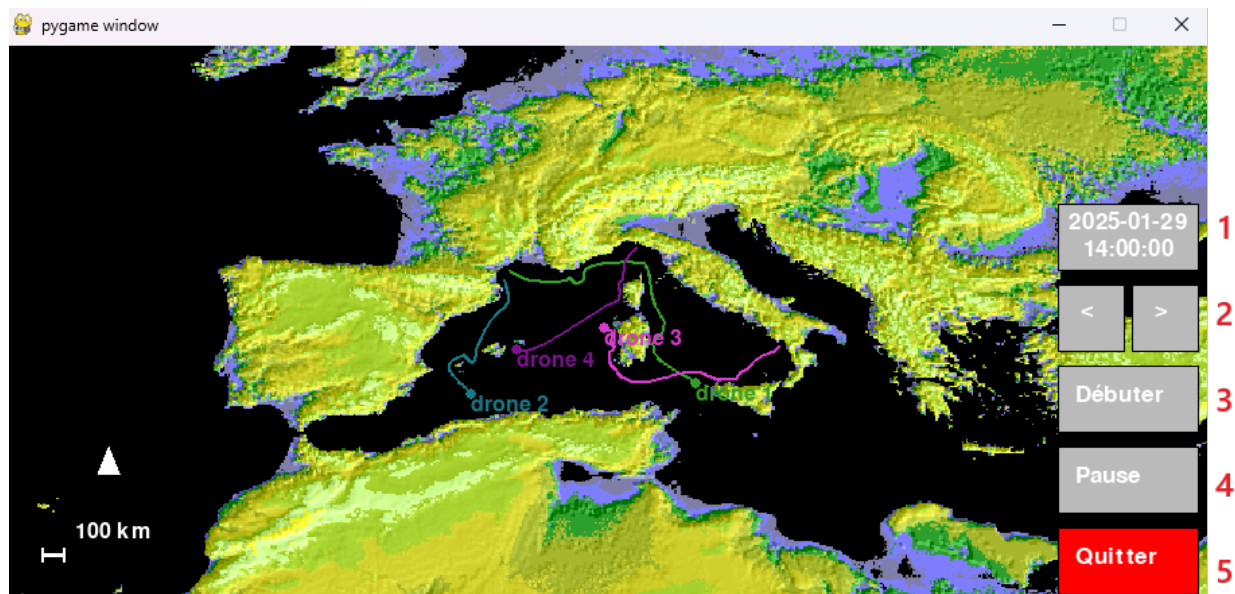 pygame window
2025-01-29
14:00:00
1
<
>
2
drone 3
drone 4
drone 1
drone 2
Débuter
3
Pause
4
100 km
Quitter
5